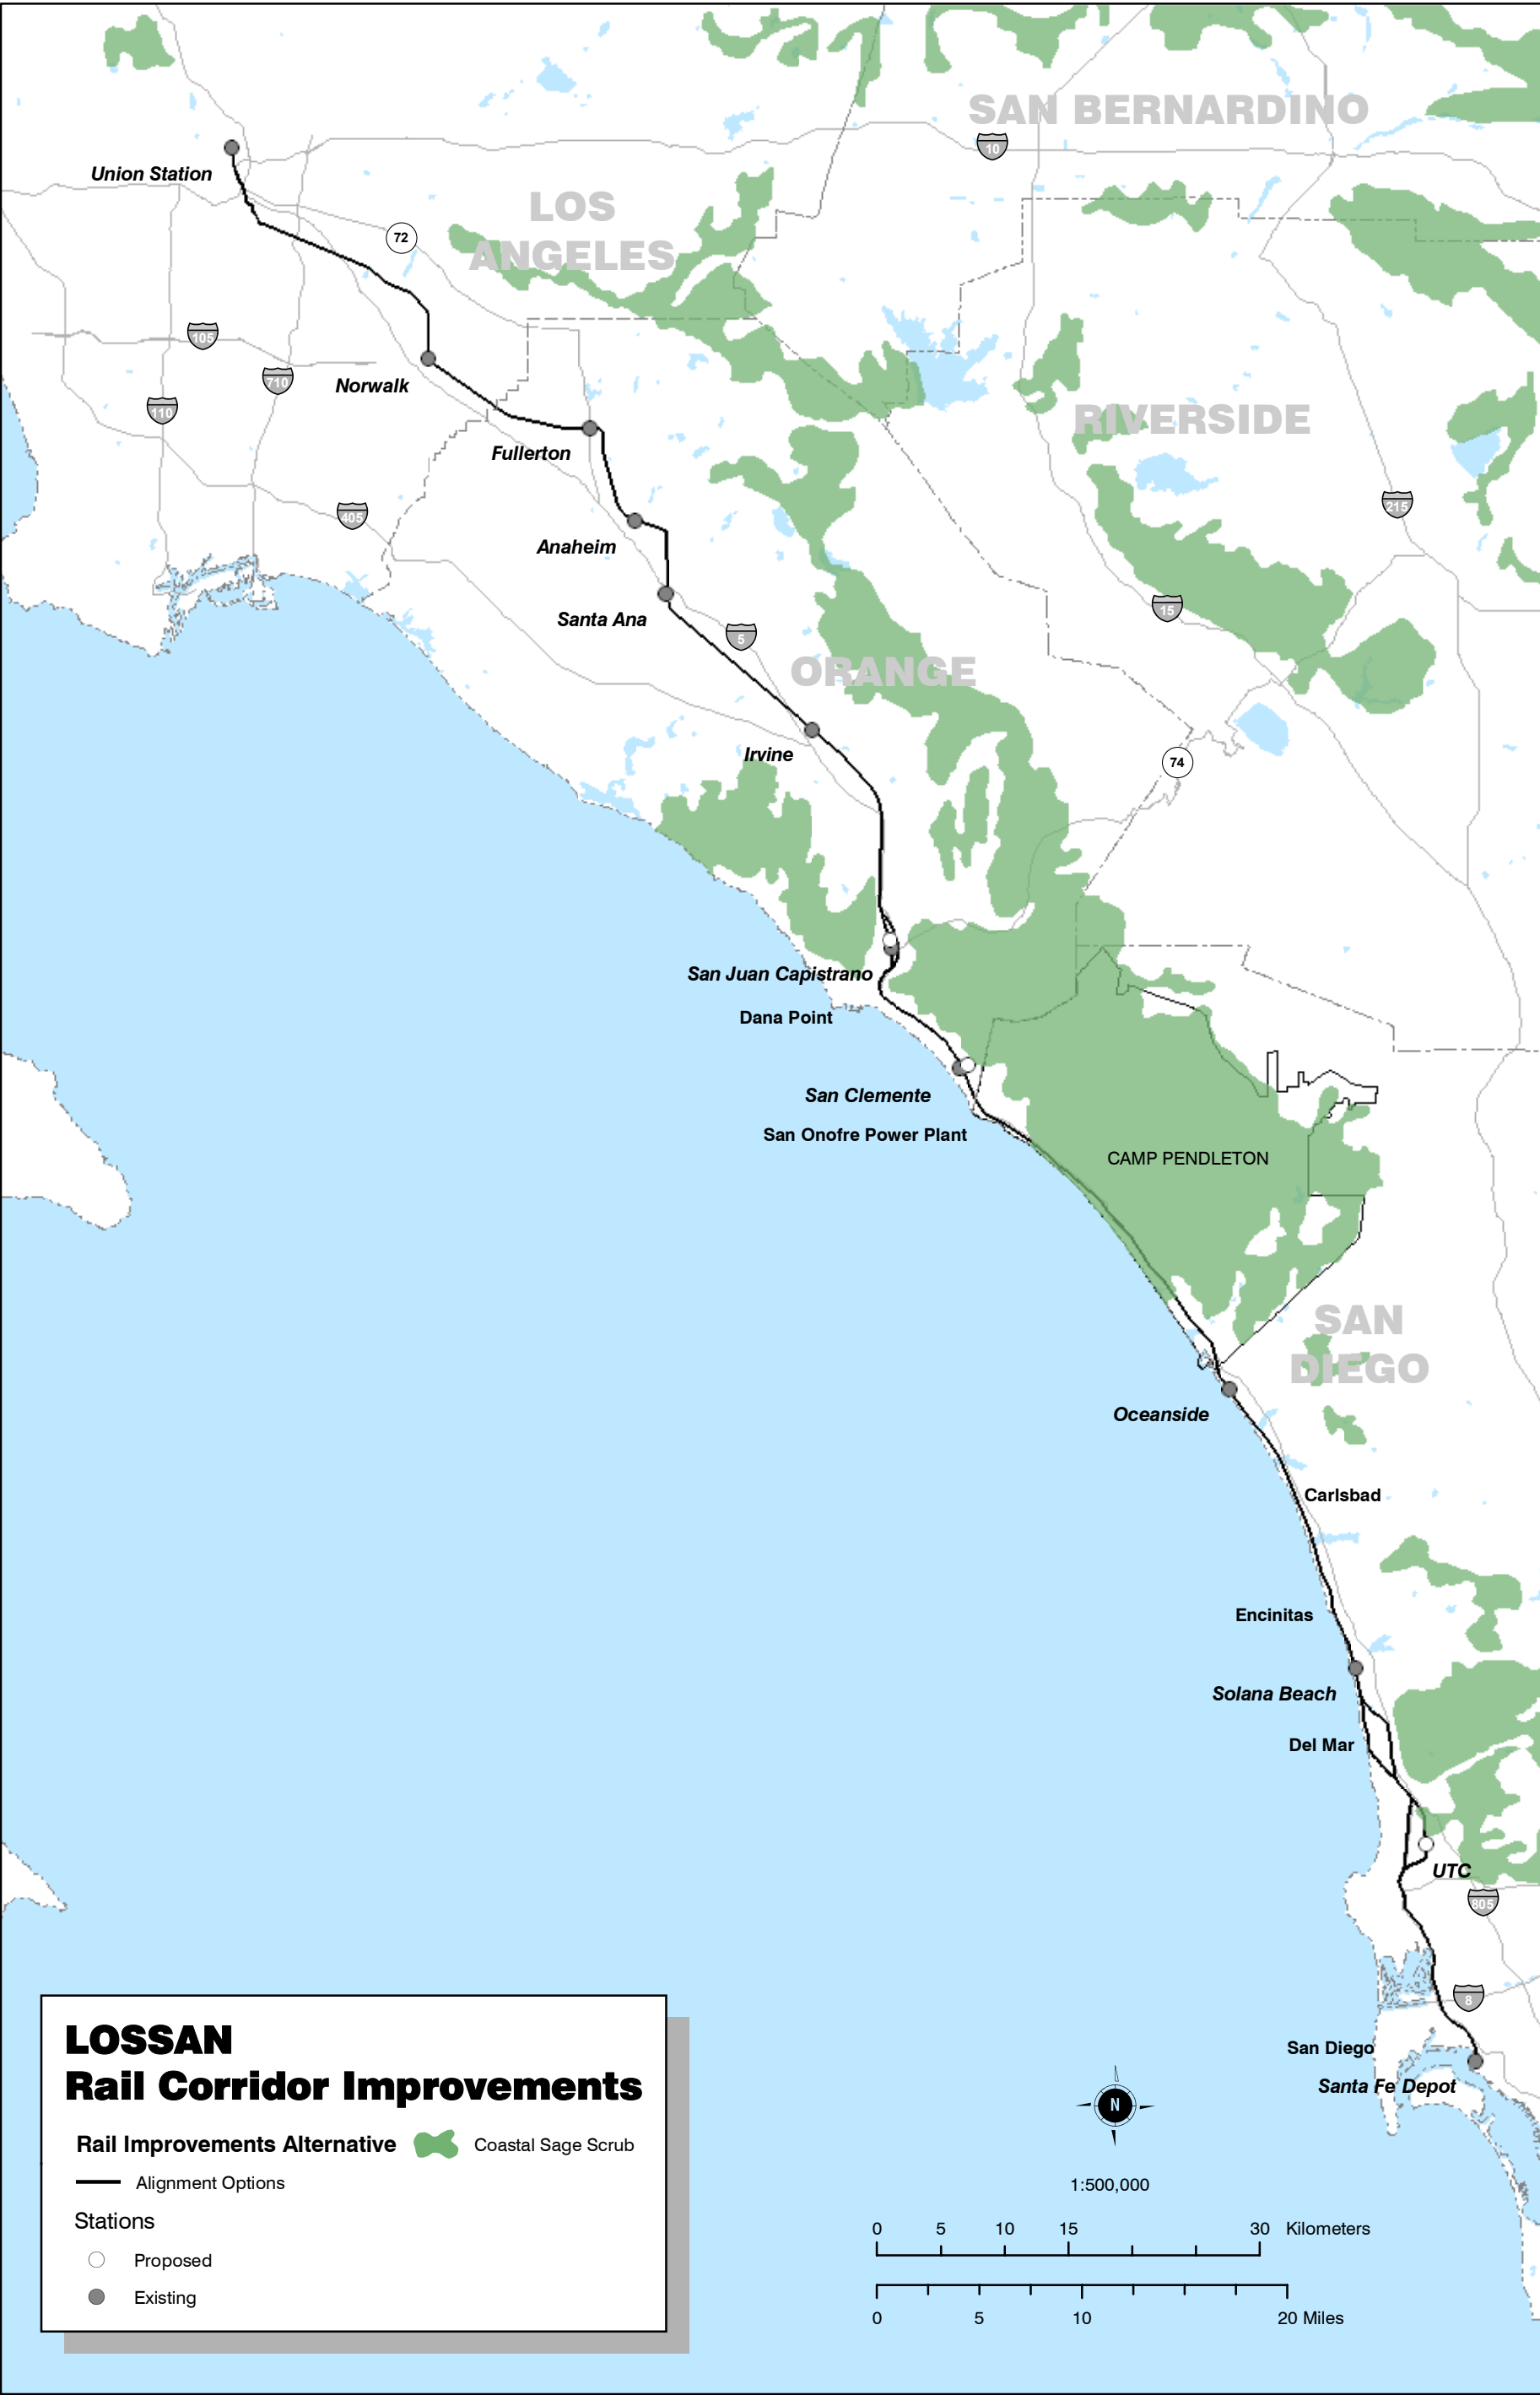 SAN BERNARDINO
10
Union Station
LOS
ANGELES
72
105
710
Norwalk
110
RIVERSIDE
Fullerton
405
215
Anaheim
15
Santa Ana
5
ORANGE
Irvine
74
San Juan Capistrano
Dana Point
San Clemente
San Onofre Power Plant
CAMP PENDLETON
SAN
DIEGO
Oceanside
Carlsbad
Encinitas
Solana Beach
Del Mar
UTC
805
8
San Diego
Santa Fe Depot
LOSSAN
Rail Corridor Improvements
Rail Improvements Alternative
Coastal Sage Scrub
Alignment Options
Stations
Proposed
Existing
N
1:500,000
0 5 10 15 30 Kilometers
0 5 10 20 Miles